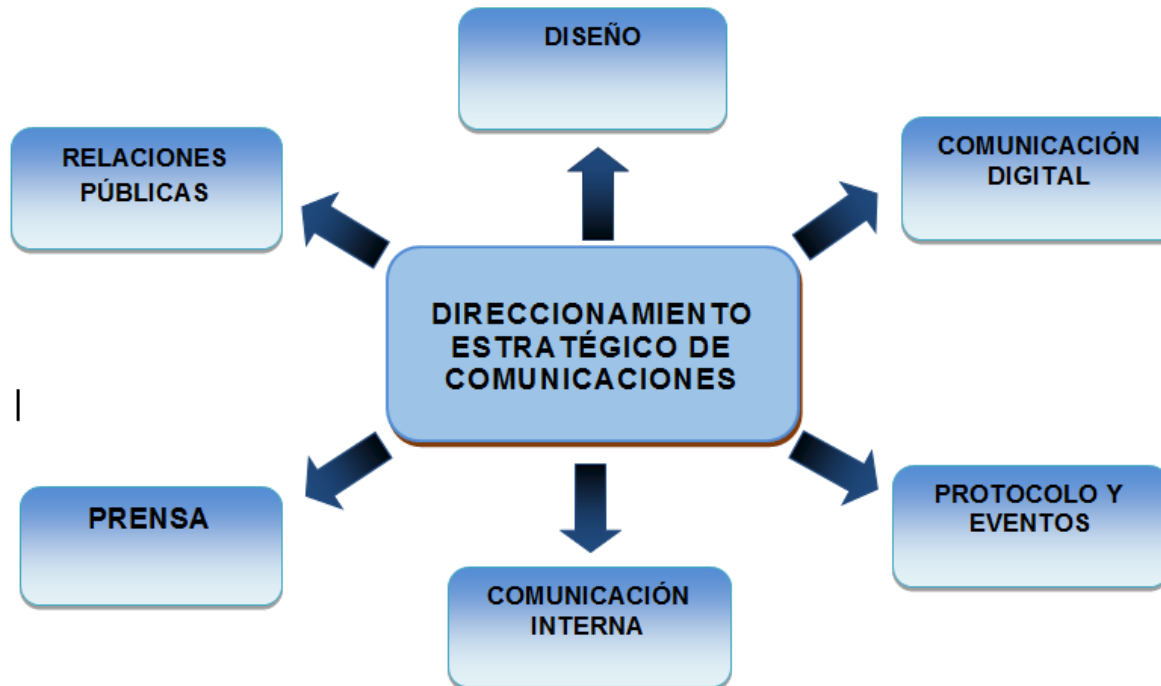 DISEÑO
RELACIONES
PÚBLICAS
COMUNICACIÓN
DIGITAL
DIRECCIONAMIENTO
ESTRATÉGICO DE
COMUNICACIONES
PRENSA
PROTOCOLO Y
EVENTOS
COMUNICACIÓN
INTERNA